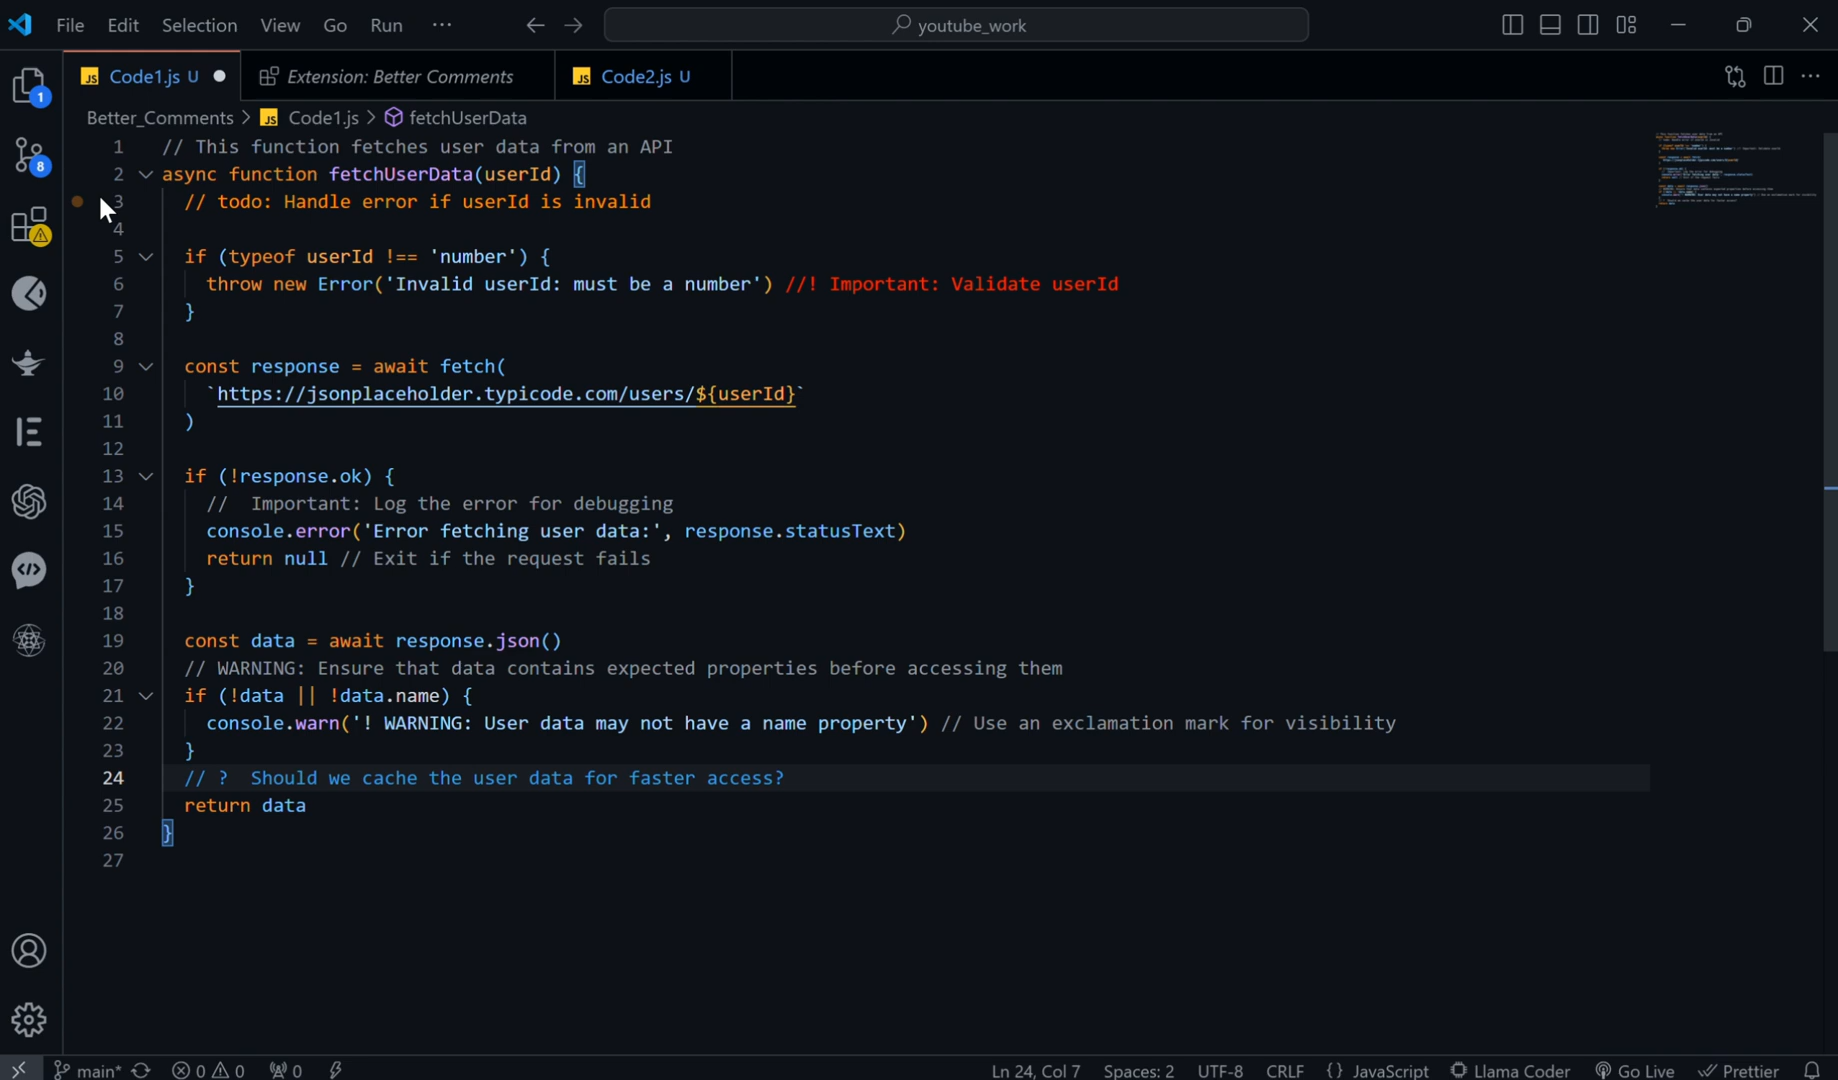 File Edit Selection View Go Run ··· youtube_work
Code1.js U Extension: Better Comments Code2.js U
Better_Comments > Code1.js > fetchUserData
1 // This function fetches user data from an API
2 async function fetchUserData(userId) {
3 // todo: Handle error if userId is invalid
4
5 if (typeof userId !== 'number') {
6 throw new Error('Invalid userId: must be a number') //! Important: Validate userId
7 }
8
9 const response = await fetch(
10 `https://jsonplaceholder.typicode.com/users/${userId}`
11 )
12
13 if (!response.ok) {
14 //  Important: Log the error for debugging
15 console.error('Error fetching user data:', response.statusText)
16 return null // Exit if the request fails
17 }
18
19 const data = await response.json()
20 // WARNING: Ensure that data contains expected properties before accessing them
21 if (!data || !data.name) {
22 console.warn('! WARNING: User data may not have a name property') // Use an exclamation mark for visibility
23 }
24 // ?  Should we cache the user data for faster access?
25 return data
26 }
27
1
8
main* 0 0 0 Ln 24, Col 7 Spaces: 2 UTF-8 CRLF {} JavaScript Llama Coder Go Live Prettier